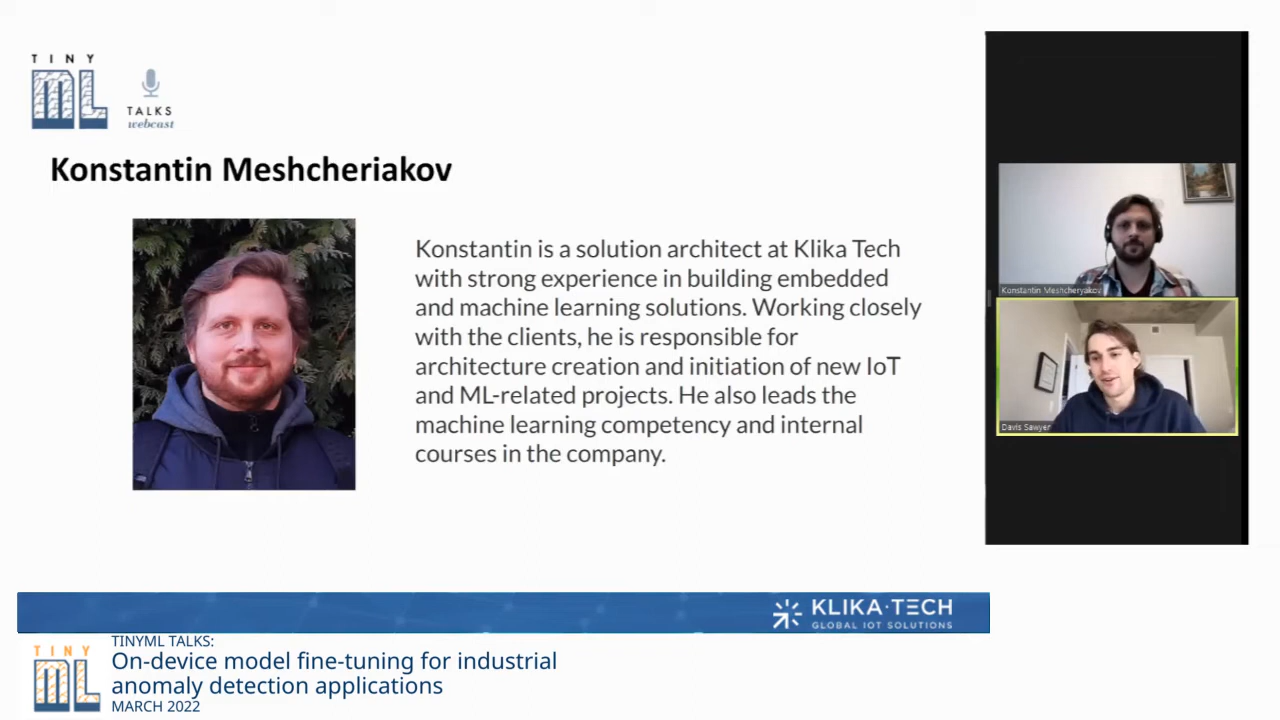 TINY
ML
TALKS
webcast
Konstantin Meshcheriakov
Konstantin is a solution architect at Klika Tech
with strong experience in building embedded
and machine learning solutions. Working closely
with the clients, he is responsible for
architecture creation and initiation of new IoT
and ML-related projects. He also leads the
machine learning competency and internal
courses in the company.
Konstantin Meshcheryakov
Davis Sawyer
KLIKA·TECH
GLOBAL IOT SOLUTIONS
TINY
ML
TINYML TALKS:
On-device model fine-tuning for industrial
anomaly detection applications
MARCH 2022